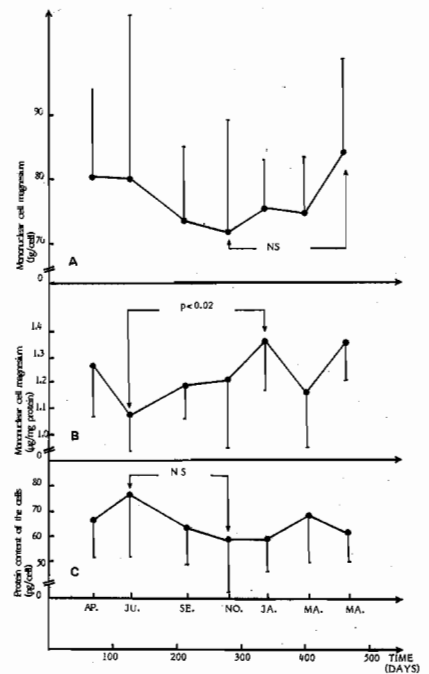 90
80
70
0
Mononuclear cell magnesium
(fg/cell)
A
NS
p<0.02
1.4
1.3
1.2
1.1
1.0
0
Mononuclear cell magnesium
(µg/mg protein)
B
NS
80
70
60
50
0
Protein content of the cells
(pg/cell)
C
AP. JU. SE. NO. JA. MA. MA.
100 200 300 400 500 TIME
(DAYS)